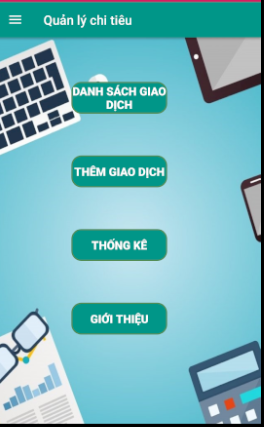 Quản lý chi tiêu
DANH SÁCH GIAO
DỊCH
THÊM GIAO DỊCH
THỐNG KÊ
GIỚI THIỆU